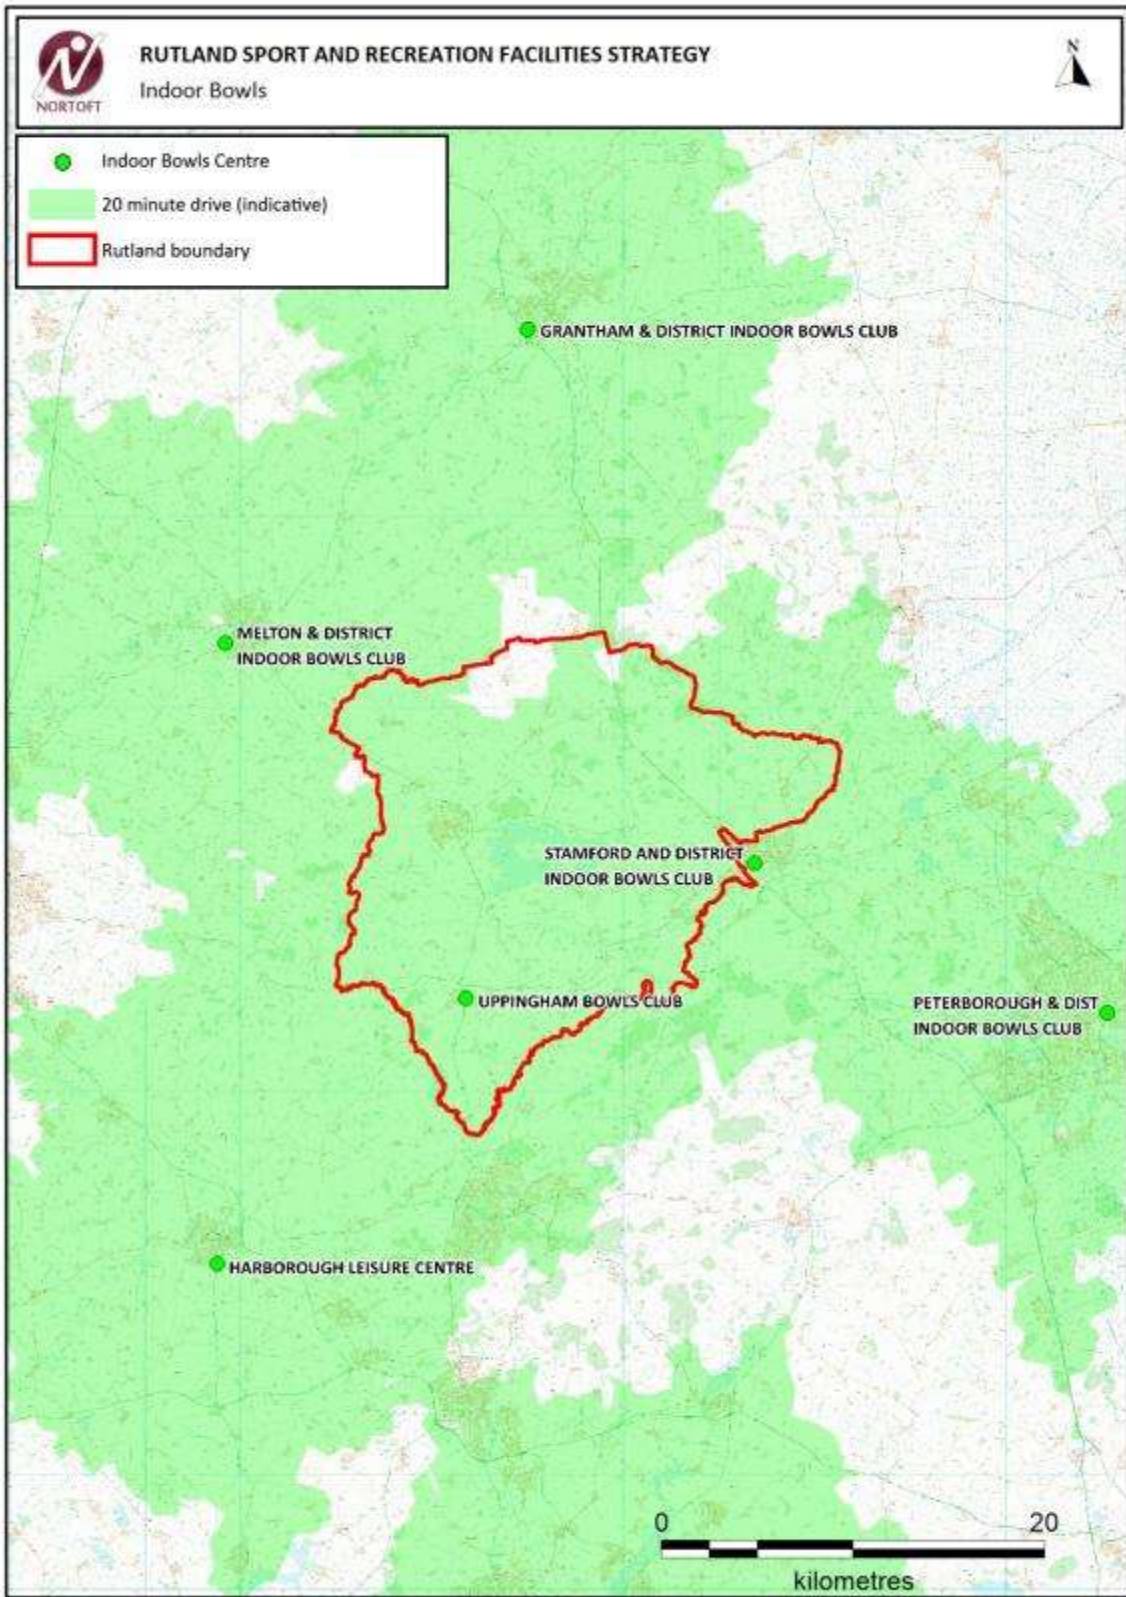 NORTOFT
RUTLAND SPORT AND RECREATION FACILITIES STRATEGY
Indoor Bowls
N
Indoor Bowls Centre
20 minute drive (indicative)
Rutland boundary
GRANTHAM & DISTRICT INDOOR BOWLS CLUB
MELTON & DISTRICT
INDOOR BOWLS CLUB
STAMFORD AND DISTRICT
INDOOR BOWLS CLUB
UPPINGHAM BOWLS CLUB
PETERBOROUGH & DIST
INDOOR BOWLS CLUB
HARBOROUGH LEISURE CENTRE
0 20
kilometres